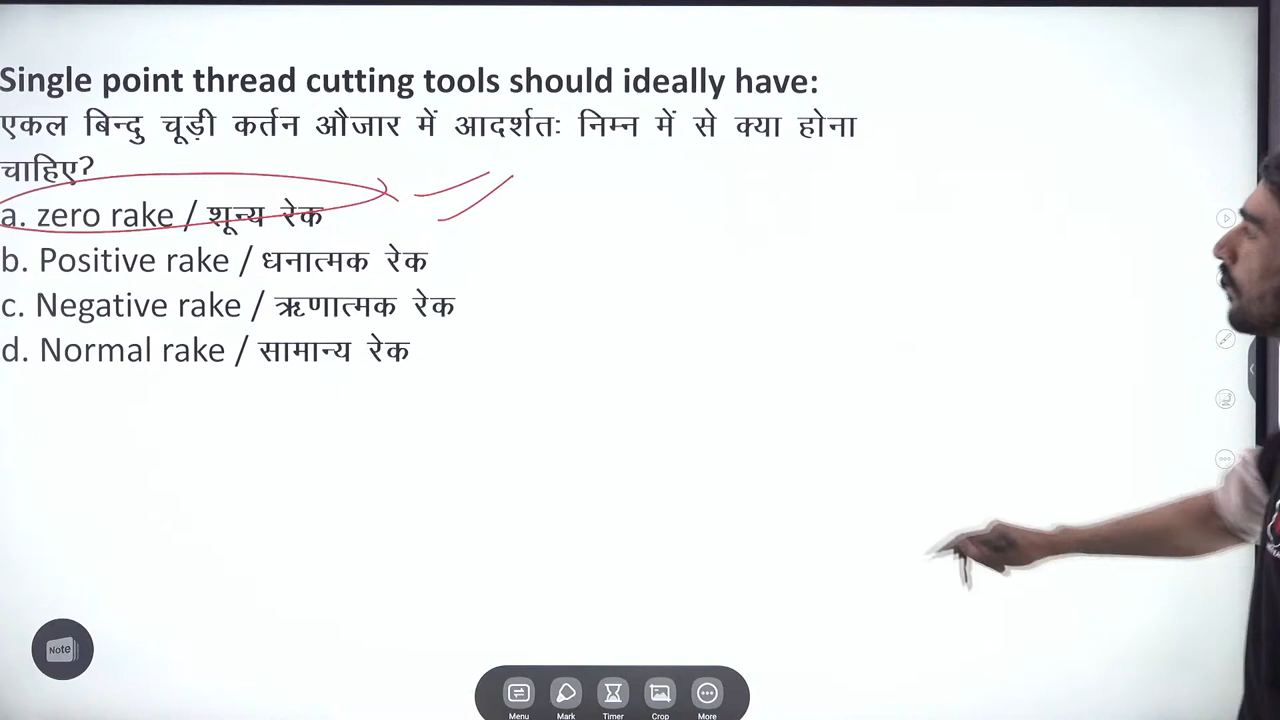 Single point thread cutting tools should ideally have:
एकल बिन्दु चूड़ी कर्तन औजार में आदर्शतः निम्न में से क्या होना
चाहिए?
a. zero rake / शून्य रेक
b. Positive rake / धनात्मक रेक
c. Negative rake / ऋणात्मक रेक
d. Normal rake / सामान्य रेक
Note
Menu
Mark
Timer
Crop
More